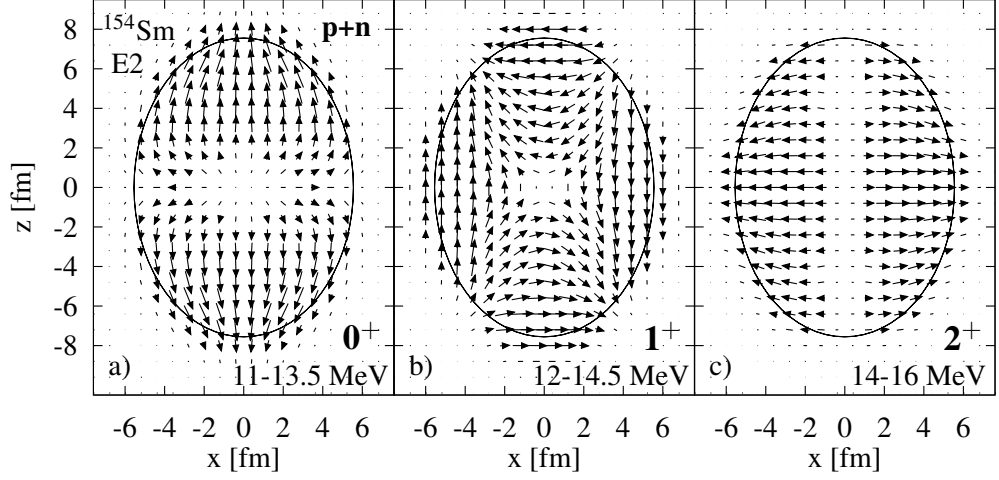 ¹⁵⁴Sm p+n
E2
8
6
4
2
0
-2
-4
-6
-8
z [fm]
0⁺ 1⁺ 2⁺
a) 11-13.5 MeV b) 12-14.5 MeV c) 14-16 MeV
-6 -4 -2 0 2 4 6 -6 -4 -2 0 2 4 6 -6 -4 -2 0 2 4 6
x [fm] x [fm] x [fm]